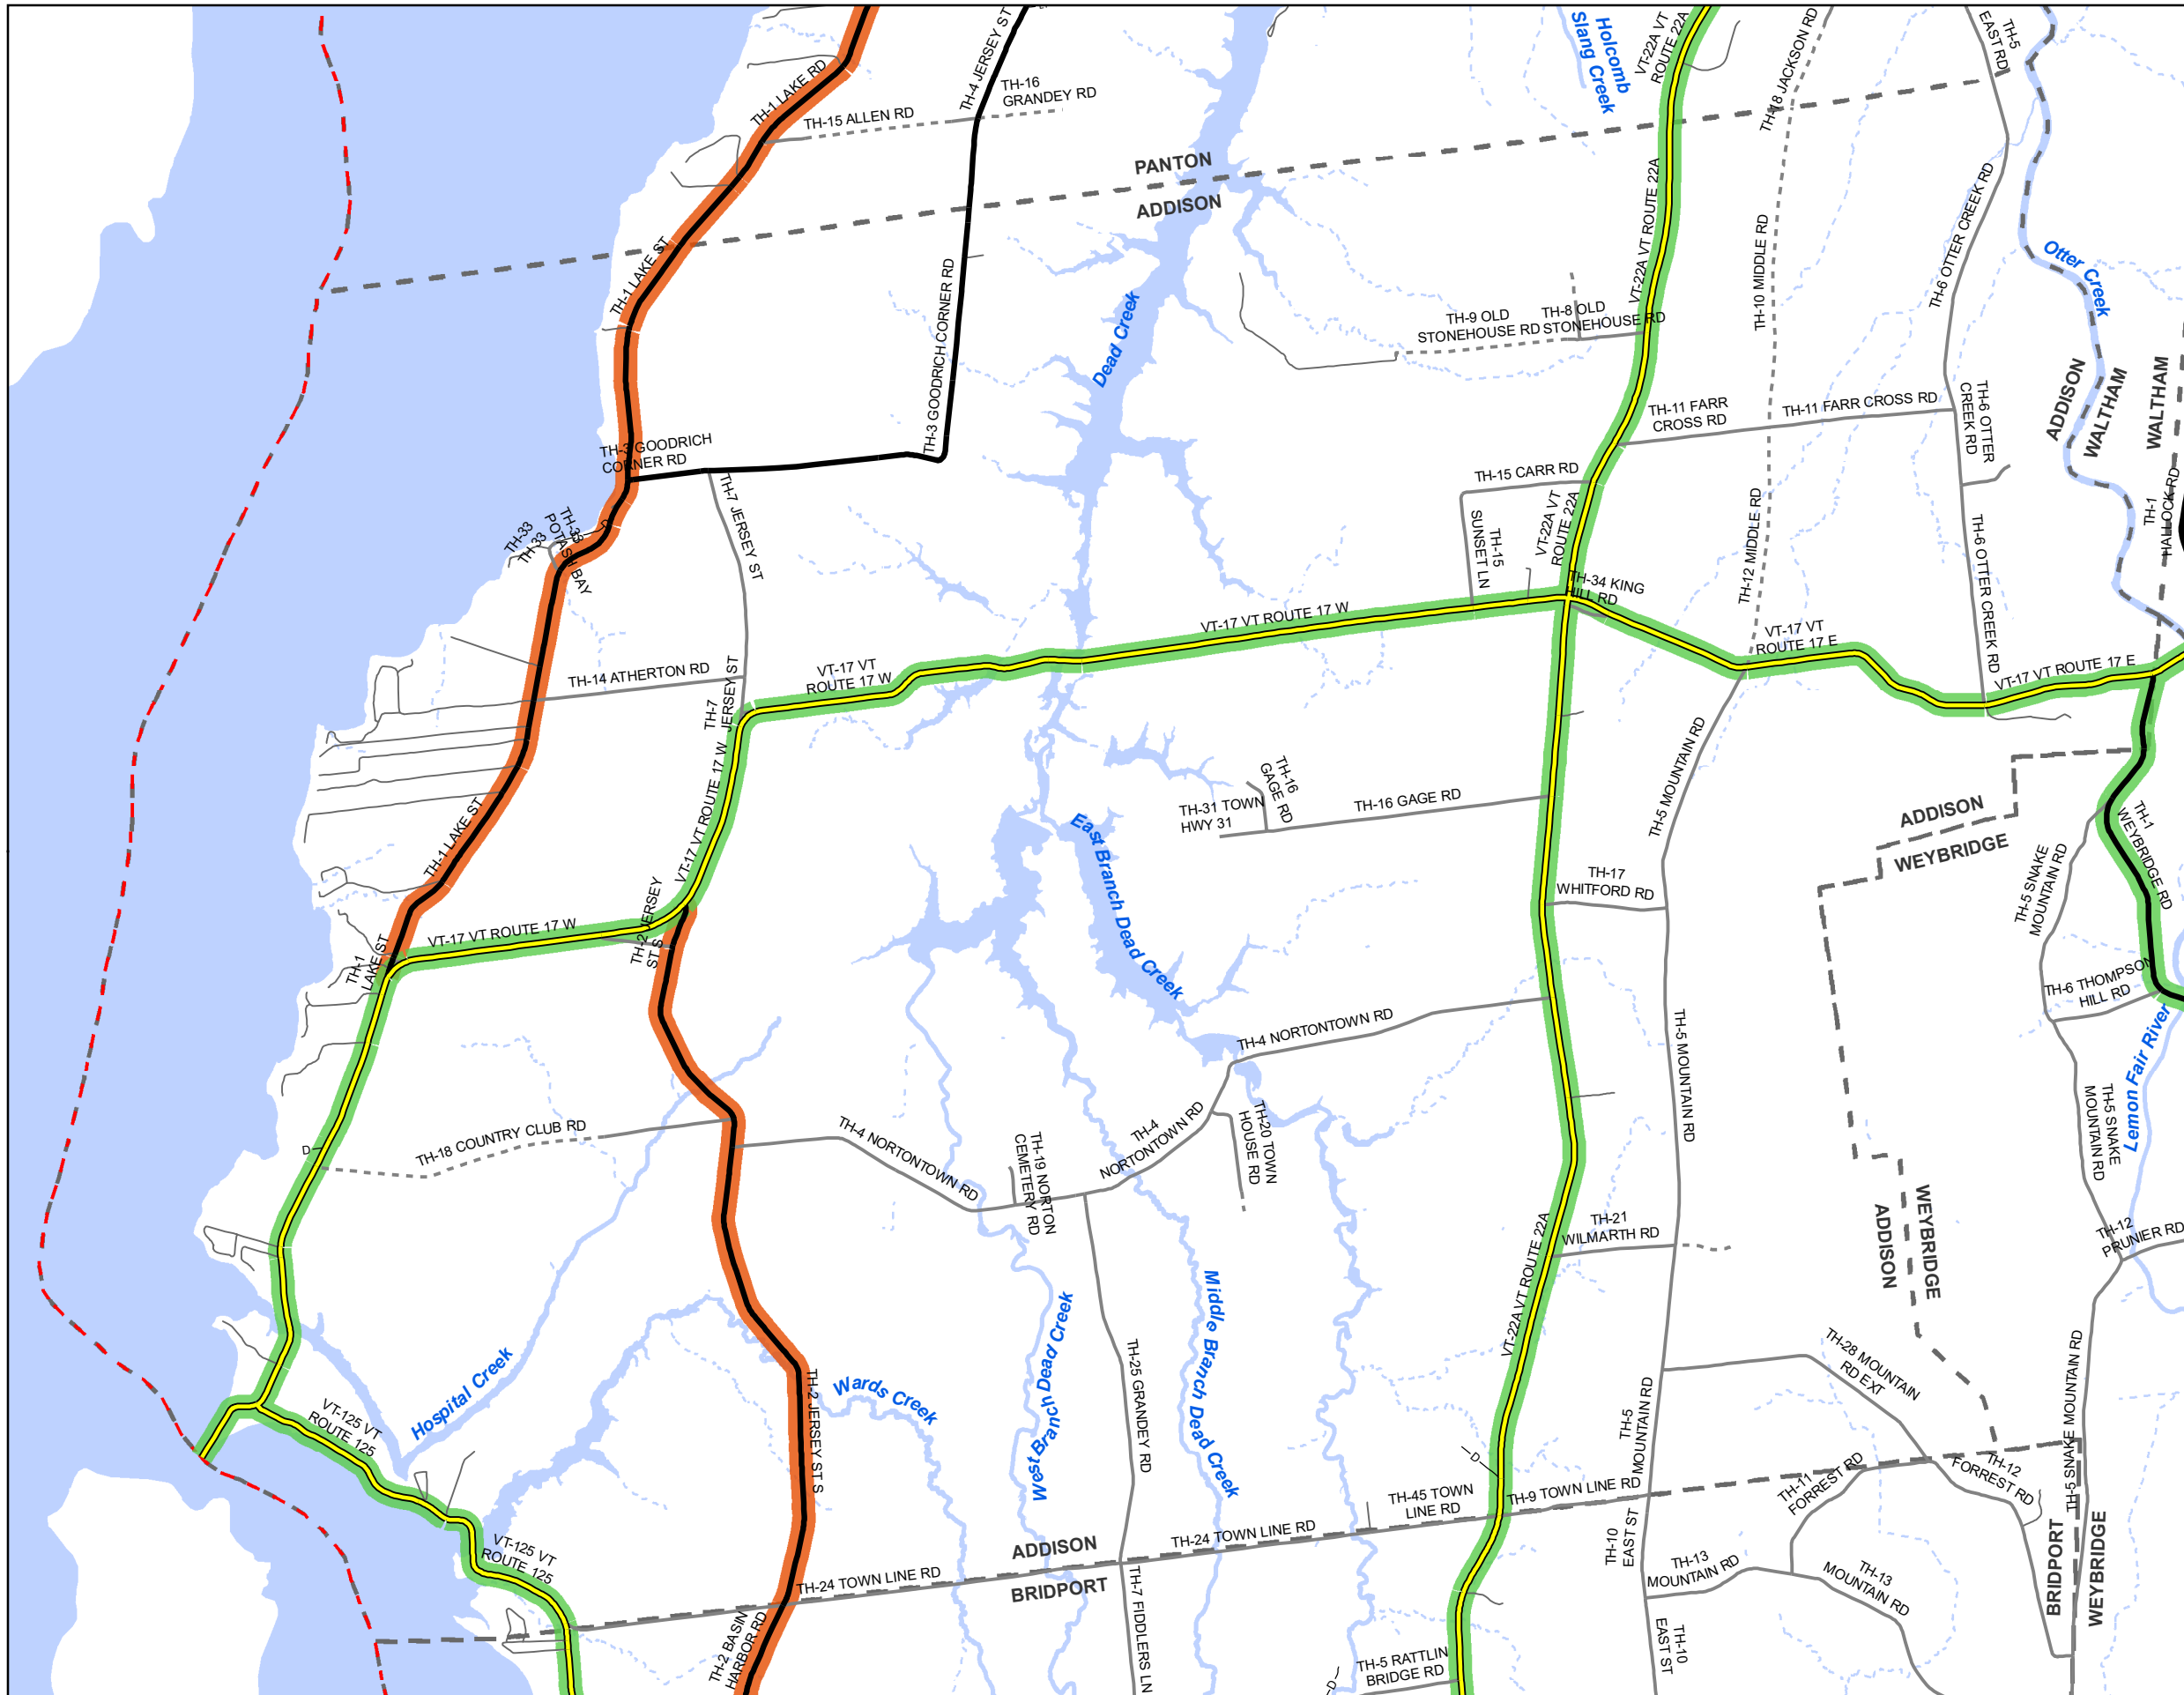 TH-1 LAKE RD
TH-4 JERSEY ST
TH-16
GRANDEY RD
TH-15 ALLEN RD
Holcomb
Slang Creek
VT-22A VT
ROUTE 22A
TH-18 JACKSON RD
TH-5
EAST RD
PANTON
ADDISON
TH-1 LAKE ST
TH-3 GOODRICH CORNER RD
Dead Creek
VT-22A VT ROUTE 22A
TH-10 MIDDLE RD
TH-6 OTTER CREEK RD
Otter Creek
TH-9 OLD
STONEHOUSE RD
TH-8 OLD
STONEHOUSE RD
ADDISON
WALTHAM
WALTHAM
TH-11 FARR
CROSS RD
TH-11 FARR CROSS RD
TH-6 OTTER
CREEK RD
TH-3 GOODRICH
CORNER RD
TH-7 JERSEY ST
TH-15 CARR RD
TH-15
SUNSET LN
VT-22A VT
ROUTE 22A
TH-1
HALLOCK RD
TH-33
TH-33
TH-33
POTASH BAY
D
TH-12 MIDDLE RD
TH-6 OTTER CREEK RD
TH-34 KING
HILL RD
VT-17 VT ROUTE 17 W
VT-17 VT
ROUTE 17 E
VT-17 VT ROUTE 17 E
TH-14 ATHERTON RD
TH-7
JERSEY ST
VT-17 VT
ROUTE 17 W
VT-17 VT ROUTE 17 W
TH-5 MOUNTAIN RD
TH-16
GAGE RD
TH-31 TOWN
HWY 31
TH-16 GAGE RD
ADDISON
WEYBRIDGE
TH-1
WEYBRIDGE RD
TH-1 LAKE ST
East Branch Dead Creek
TH-17
WHITFORD RD
TH-5 SNAKE
MOUNTAIN RD
VT-17 VT ROUTE 17 W
TH-2 JERSEY
ST S
TH-1
LAKE ST
TH-6 THOMPSON
HILL RD
TH-4 NORTONTOWN RD
TH-5 MOUNTAIN RD
Lemon Fair River
TH-5 SNAKE
MOUNTAIN RD
D
TH-18 COUNTRY CLUB RD
TH-4 NORTONTOWN RD
TH-19 NORTON
CEMETERY RD
TH-4
NORTONTOWN RD
TH-20 TOWN
HOUSE RD
TH-21
WILMARTH RD
ADDISON
WEYBRIDGE
TH-12
PRUNIER RD
VT-22A VT ROUTE 22A
West Branch Dead Creek
Middle Branch Dead Creek
Hospital Creek
Wards Creek
TH-2 JERSEY ST S
TH-25 GRANDEY RD
TH-28 MOUNTAIN
RD EXT
TH-5 SNAKE MOUNTAIN RD
VT-125 VT
ROUTE 125
TH-5
MOUNTAIN RD
D
TH-11
FORREST RD
TH-12
FORREST RD
TH-45 TOWN
LINE RD
TH-9 TOWN LINE RD
TH-24 TOWN LINE RD
VT-125 VT
ROUTE 125
ADDISON
BRIDPORT
TH-24 TOWN LINE RD
TH-10
EAST ST
TH-13
MOUNTAIN RD
TH-13
MOUNTAIN RD
BRIDPORT
WEYBRIDGE
TH-2 BASIN
HARBOR RD
TH-7 FIDDLERS LN
TH-5 RATTLIN
BRIDGE RD
D
TH-10
EAST ST